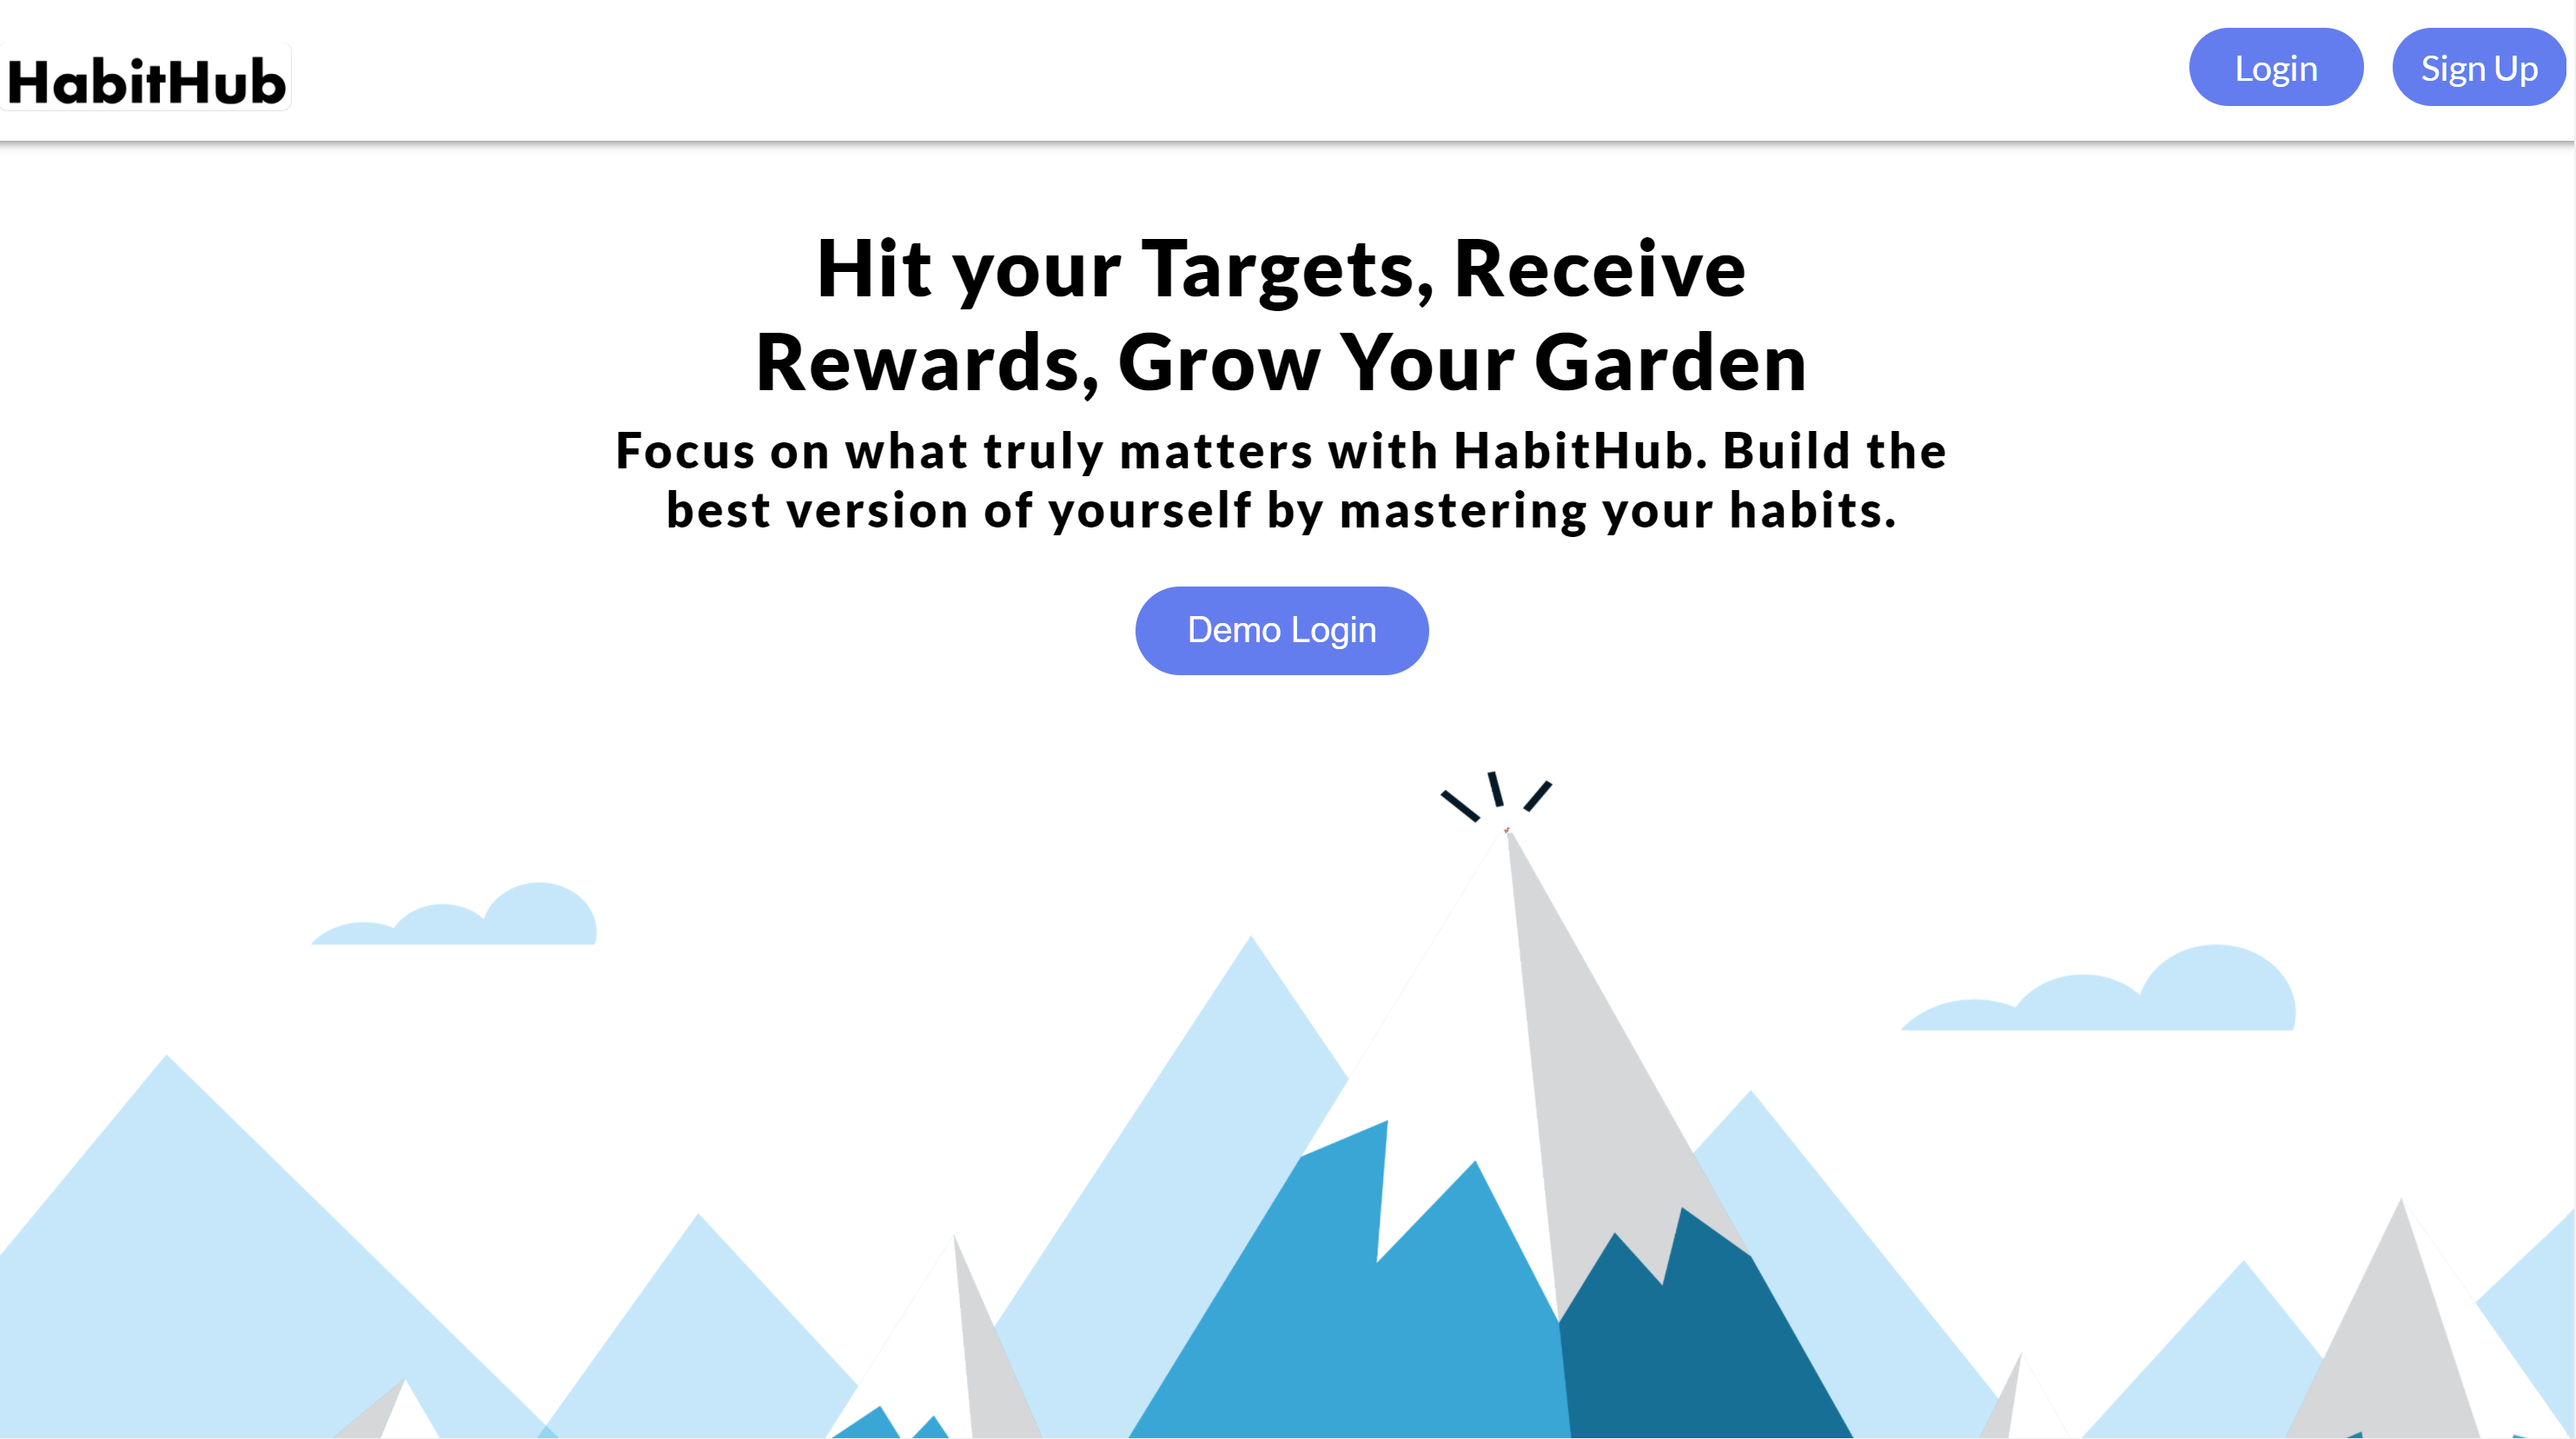 HabitHub
Login
Sign Up
Hit your Targets, Receive
Rewards, Grow Your Garden
Focus on what truly matters with HabitHub. Build the
best version of yourself by mastering your habits.
Demo Login